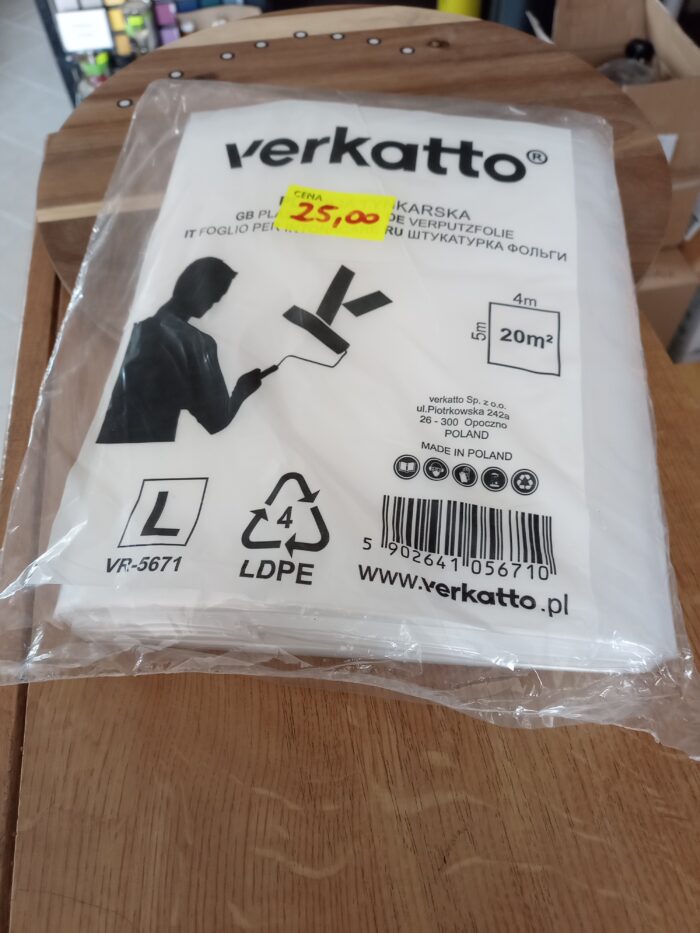 verkatto®
CENA
25,00
KARSKA
GB PLA DE VERPUTZFOLIE
IT FOGLIO PER RU ШТУКАТУРКА ФОЛЬГИ
4m
5m
20m²
verkatto Sp. z o.o.
ul.Piotrkowska 242a
26 - 300 Opoczno
POLAND
MADE IN POLAND
L
VR-5671
4
LDPE
5 902641 056710
www.verkatto.pl